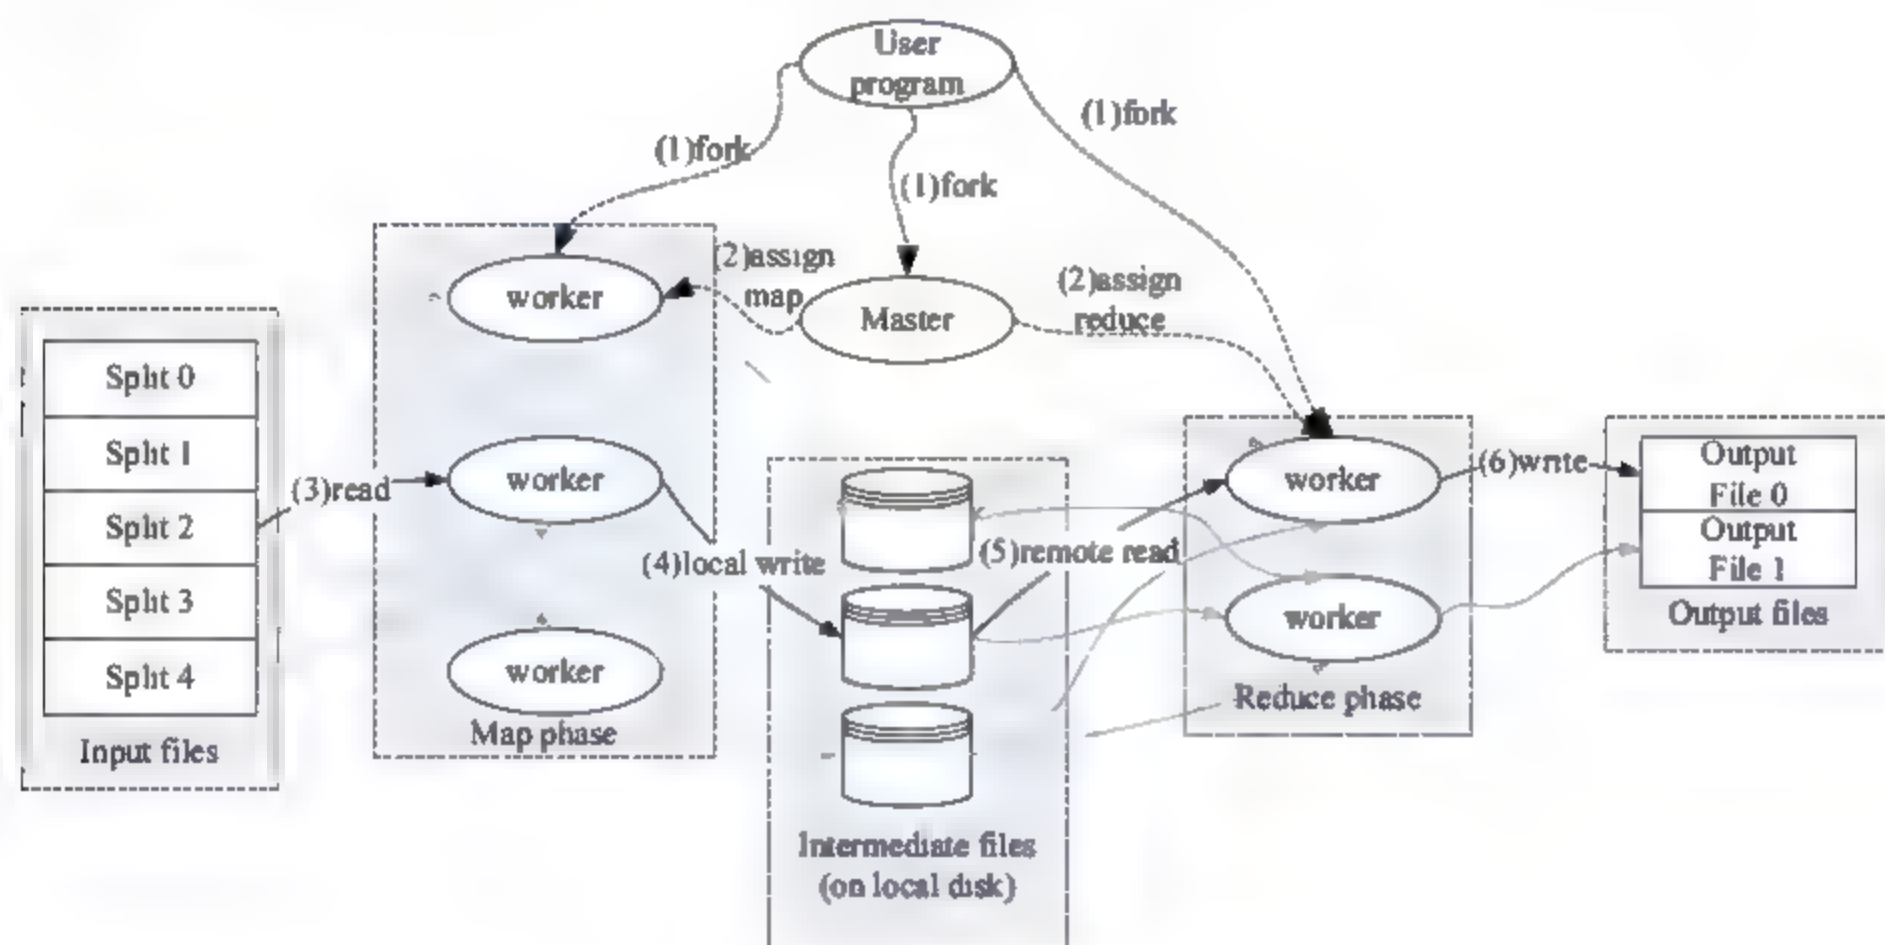 User
program
(1)fork
(1)fork
(1)fork
(2)assign
map
(2)assign
reduce
worker
Master
Split 0
Split 1
Split 2
Split 3
Split 4
Input files
(3)read
worker
worker
Map phase
(4)local write
(5)remote read
Intermediate files
(on local disk)
worker
worker
Reduce phase
(6)write
Output
File 0
Output
File 1
Output files